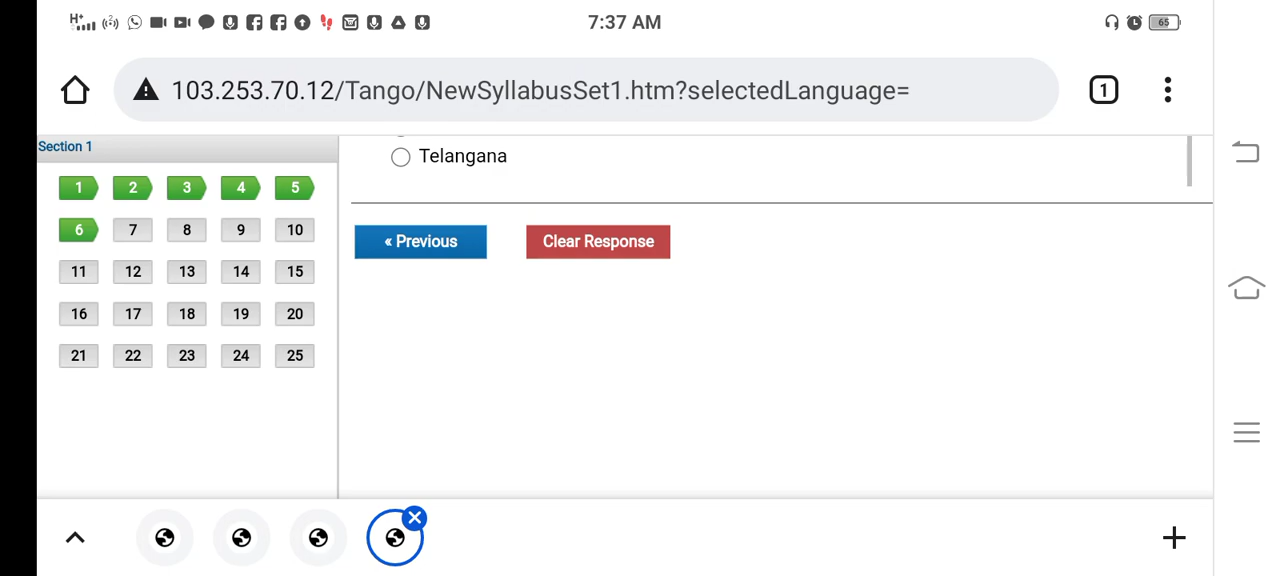 H+ 7:37 AM 65
103.253.70.12/Tango/NewSyllabusSet1.htm?selectedLanguage= 1
Section 1
Telangana
1 2 3 4 5
6 7 8 9 10
« Previous Clear Response
11 12 13 14 15
16 17 18 19 20
21 22 23 24 25